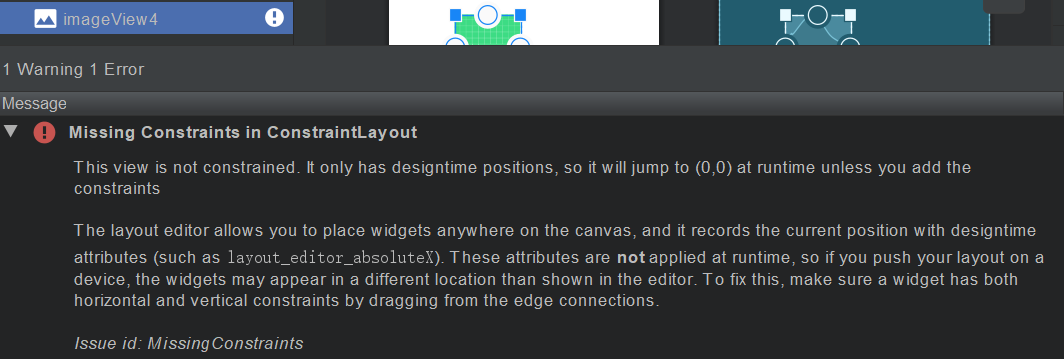 imageView4
1 Warning 1 Error
Message
Missing Constraints in ConstraintLayout
This view is not constrained. It only has designtime positions, so it will jump to (0,0) at runtime unless you add the
constraints
The layout editor allows you to place widgets anywhere on the canvas, and it records the current position with designtime
attributes (such as layout_editor_absoluteX). These attributes are not applied at runtime, so if you push your layout on a
device, the widgets may appear in a different location than shown in the editor. To fix this, make sure a widget has both
horizontal and vertical constraints by dragging from the edge connections.
Issue id: MissingConstraints